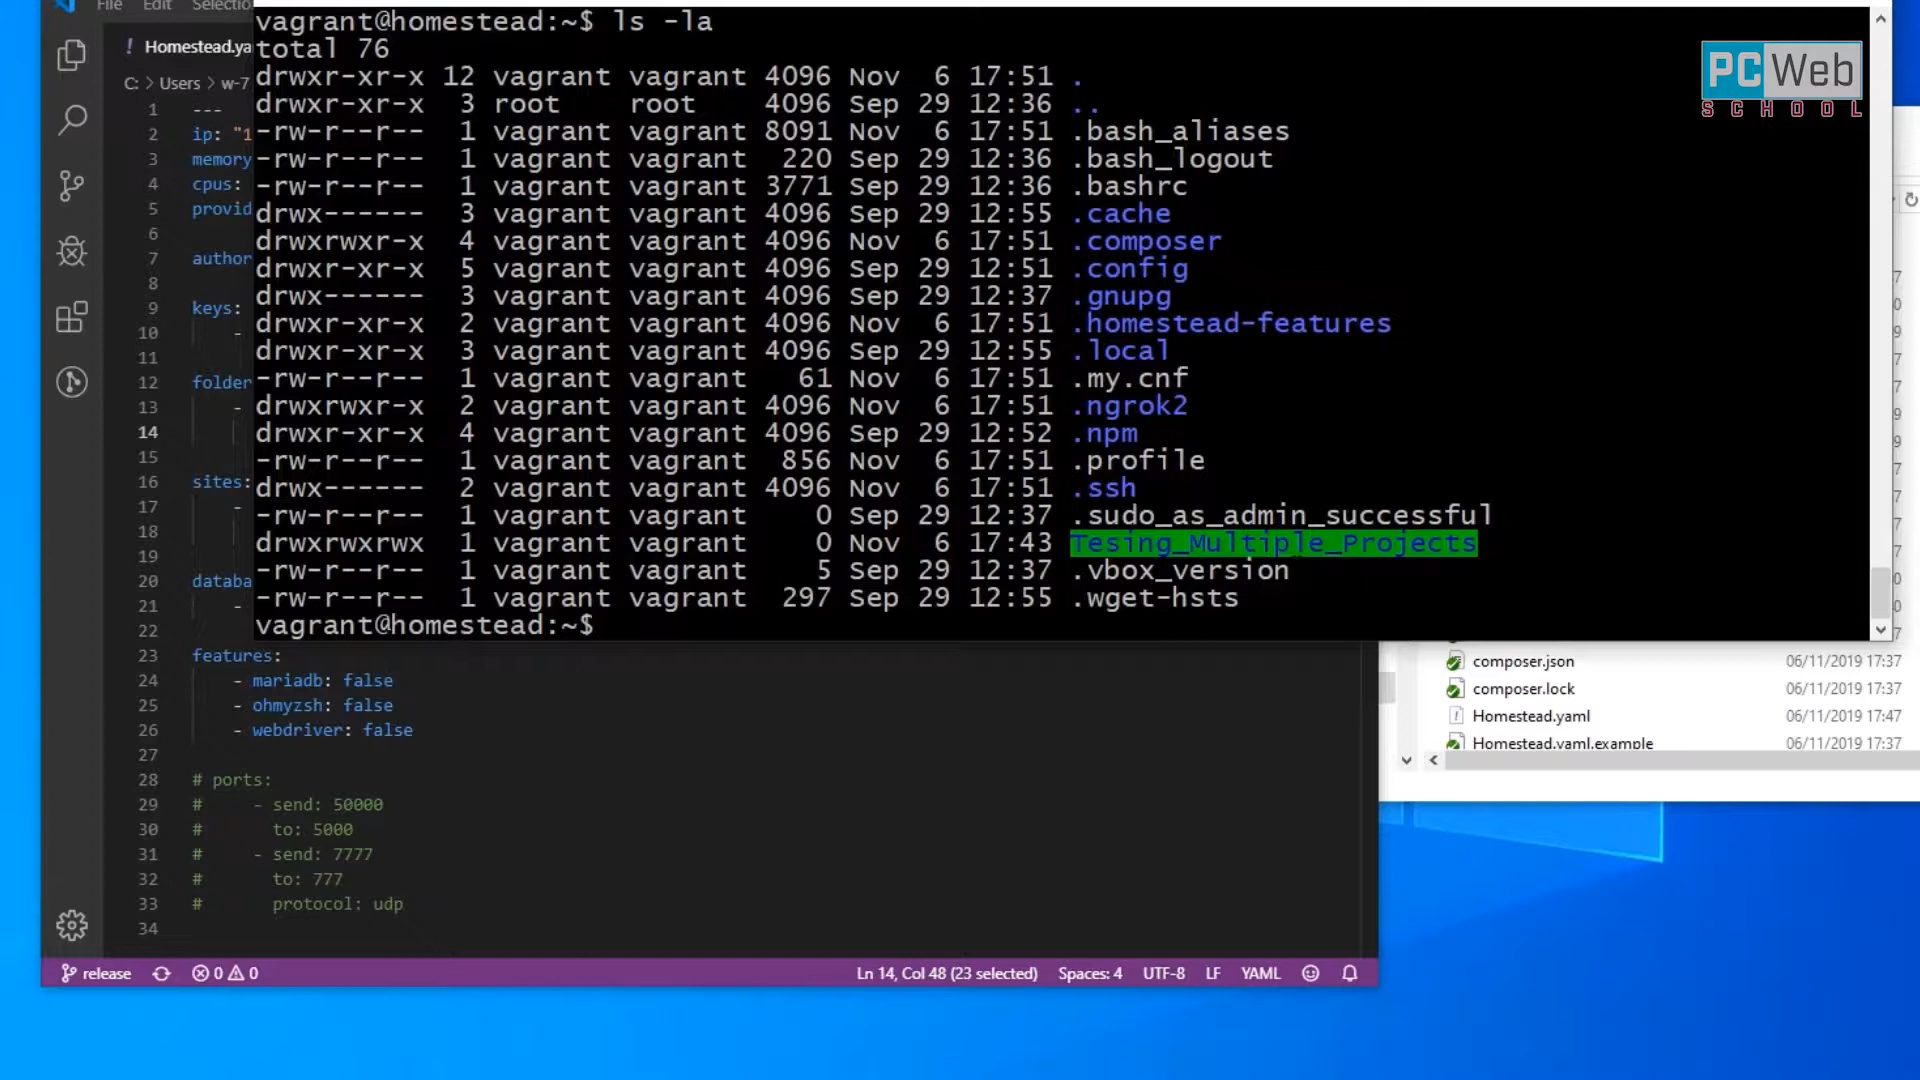 File Edit Selectio
vagrant@homestead:~$ ls -la
total 76
drwxr-xr-x 12 vagrant vagrant 4096 Nov 6 17:51 .
drwxr-xr-x 3 root root 4096 Sep 29 12:36 ..
-rw-r--r-- 1 vagrant vagrant 8091 Nov 6 17:51 .bash_aliases
-rw-r--r-- 1 vagrant vagrant 220 Sep 29 12:36 .bash_logout
-rw-r--r-- 1 vagrant vagrant 3771 Sep 29 12:36 .bashrc
drwx------ 3 vagrant vagrant 4096 Sep 29 12:55 .cache
drwxrwxr-x 4 vagrant vagrant 4096 Nov 6 17:51 .composer
drwxr-xr-x 5 vagrant vagrant 4096 Sep 29 12:51 .config
drwx------ 3 vagrant vagrant 4096 Sep 29 12:37 .gnupg
drwxr-xr-x 2 vagrant vagrant 4096 Nov 6 17:51 .homestead-features
drwxr-xr-x 3 vagrant vagrant 4096 Sep 29 12:55 .local
-rw-r--r-- 1 vagrant vagrant 61 Nov 6 17:51 .my.cnf
drwxrwxr-x 2 vagrant vagrant 4096 Nov 6 17:51 .ngrok2
drwxr-xr-x 4 vagrant vagrant 4096 Sep 29 12:52 .npm
-rw-r--r-- 1 vagrant vagrant 856 Nov 6 17:51 .profile
drwx------ 2 vagrant vagrant 4096 Nov 6 17:51 .ssh
-rw-r--r-- 1 vagrant vagrant 0 Sep 29 12:37 .sudo_as_admin_successful
drwxrwxrwx 1 vagrant vagrant 0 Nov 6 17:43 Tesing_Multiple_Projects
-rw-r--r-- 1 vagrant vagrant 5 Sep 29 12:37 .vbox_version
-rw-r--r-- 1 vagrant vagrant 297 Sep 29 12:55 .wget-hsts
vagrant@homestead:~$
PCWeb
SCHOOL
! Homestead.ya
C: > Users > w-7
1 ---
2 ip: "1
3 memory
4 cpus:
5 provid
6
7 author
8
9 keys:
10 -
11
12 folder
13 -
14
15
16 sites:
17 -
18
19
20 databa
21 -
22
23 features:
24 - mariadb: false
25 - ohmyzsh: false
26 - webdriver: false
27
28 # ports:
29 # - send: 50000
30 # to: 5000
31 # - send: 7777
32 # to: 777
33 # protocol: udp
34
composer.json 06/11/2019 17:37
composer.lock 06/11/2019 17:37
Homestead.yaml 06/11/2019 17:47
Homestead.yaml.example 06/11/2019 17:37
release 0 0 Ln 14, Col 48 (23 selected) Spaces: 4 UTF-8 LF YAML